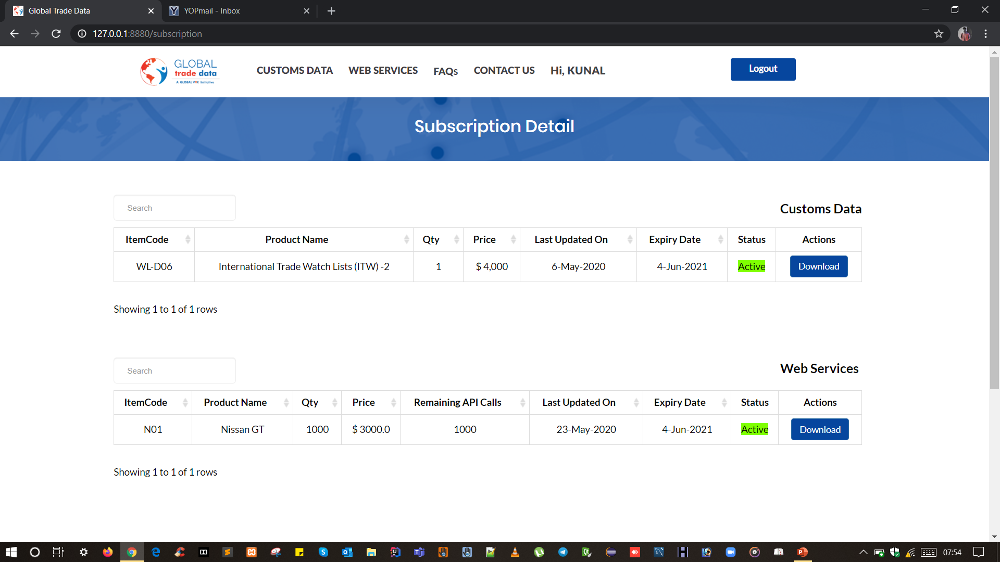 Global Trade Data
YOPmail - Inbox
127.0.0.1:8880/subscription
GLOBAL
trade data
A GLOBAL VOX Initiative
CUSTOMS DATA WEB SERVICES FAQs CONTACT US Hi, KUNAL
Logout
Subscription Detail
Search
Customs Data
ItemCode Product Name Qty Price Last Updated On Expiry Date Status Actions
WL-D06 International Trade Watch Lists (ITW) -2 1 $ 4,000 6-May-2020 4-Jun-2021 Active Download
Showing 1 to 1 of 1 rows
Search
Web Services
ItemCode Product Name Qty Price Remaining API Calls Last Updated On Expiry Date Status Actions
N01 Nissan GT 1000 $ 3000.0 1000 23-May-2020 4-Jun-2021 Active Download
Showing 1 to 1 of 1 rows
07:54